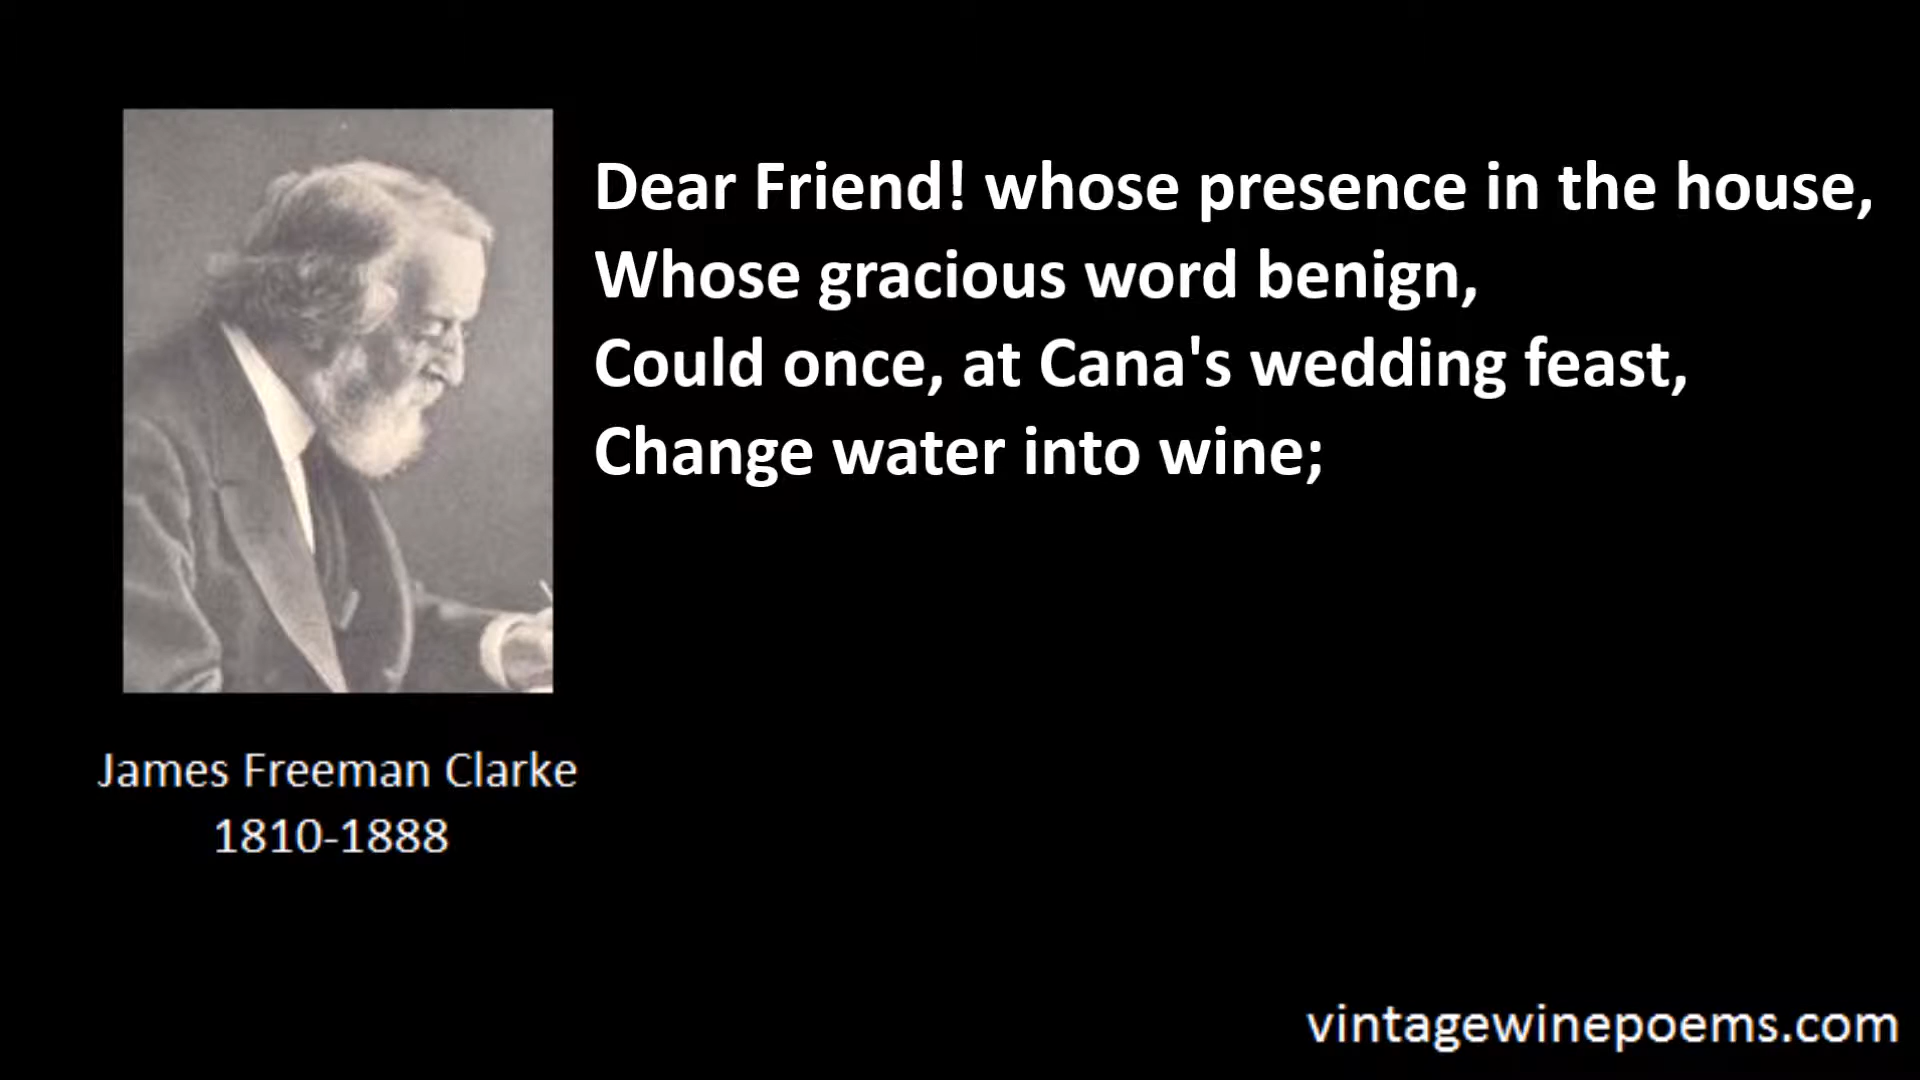 Dear Friend! whose presence in the house,
Whose gracious word benign,
Could once, at Cana's wedding feast,
Change water into wine;
James Freeman Clarke
1810-1888
vintagewinepoems.com